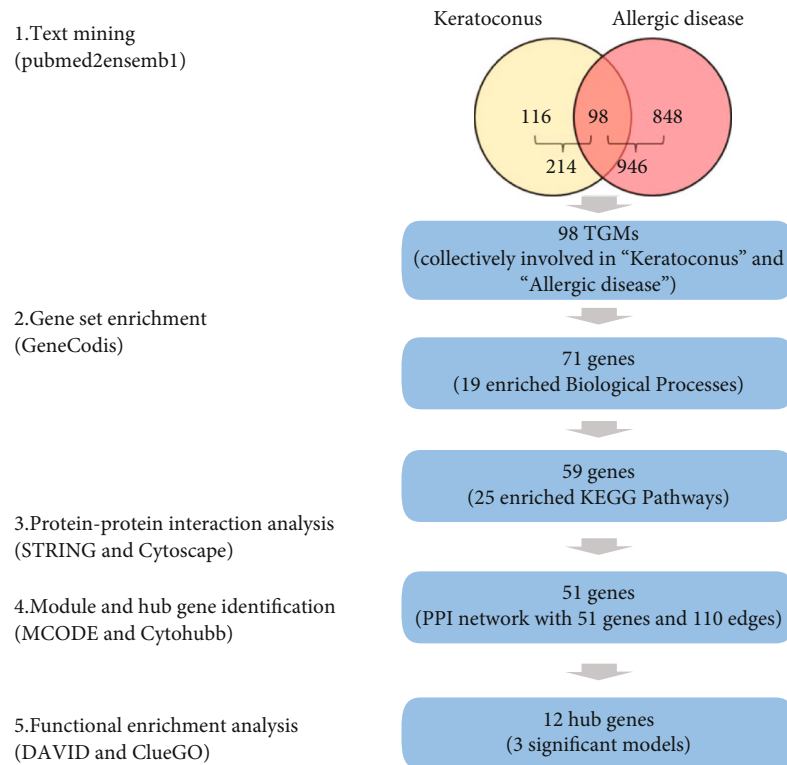 Keratoconus Allergic disease
1.Text mining
(pubmed2ensemb1)
116 98 848
214 946
98 TGMs
(collectively involved in “Keratoconus” and
“Allergic disease”)
2.Gene set enrichment
(GeneCodis)
71 genes
(19 enriched Biological Processes)
59 genes
(25 enriched KEGG Pathways)
3.Protein-protein interaction analysis
(STRING and Cytoscape)
51 genes
(PPI network with 51 genes and 110 edges)
4.Module and hub gene identification
(MCODE and Cytohubb)
12 hub genes
(3 significant models)
5.Functional enrichment analysis
(DAVID and ClueGO)